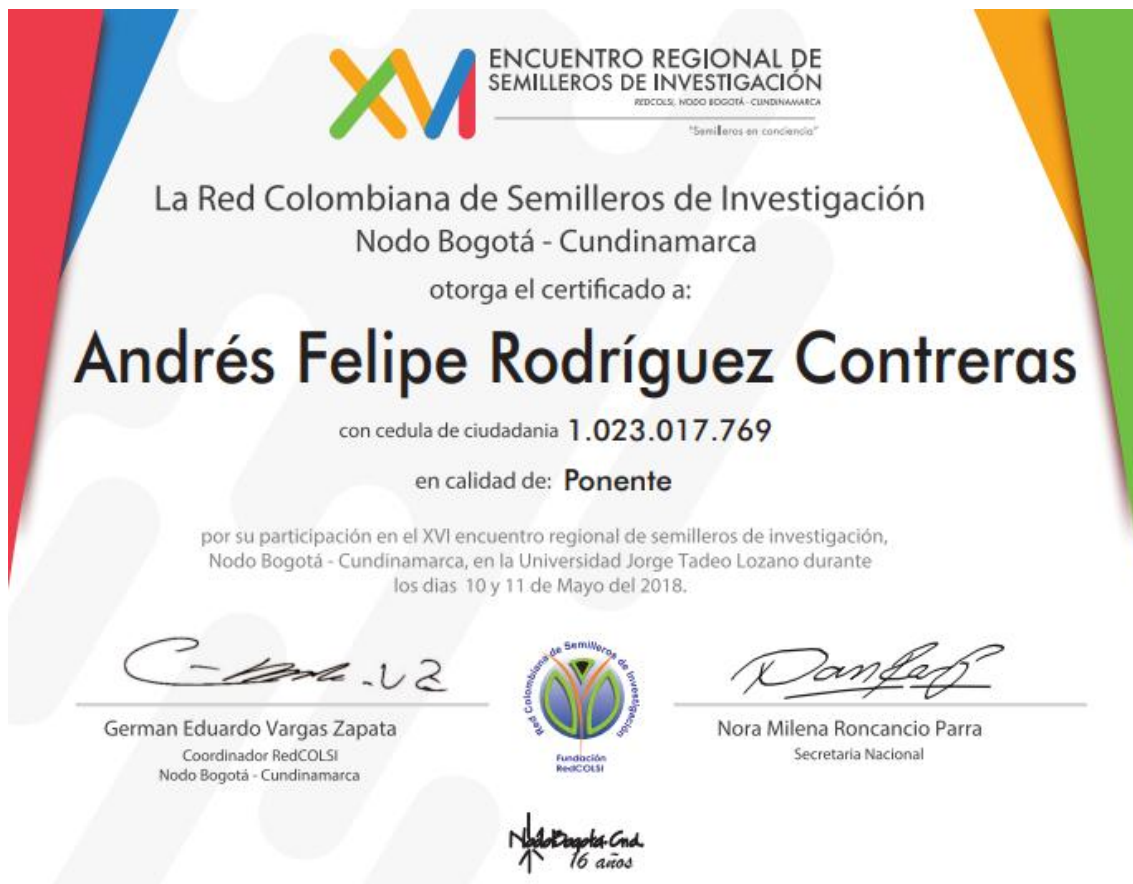 XVI
ENCUENTRO REGIONAL DE
SEMILLEROS DE INVESTIGACIÓN
REDCOLSI, NODO BOGOTÁ - CUNDINAMARCA
"Semilleros en conciencia"
La Red Colombiana de Semilleros de Investigación
Nodo Bogotá - Cundinamarca
otorga el certificado a:
Andrés Felipe Rodríguez Contreras
con cedula de ciudadania 1.023.017.769
en calidad de: Ponente
por su participación en el XVI encuentro regional de semilleros de investigación,
Nodo Bogotá - Cundinamarca, en la Universidad Jorge Tadeo Lozano durante
los dias 10 y 11 de Mayo del 2018.
German Eduardo Vargas Zapata
Coordinador RedCOLSI
Nodo Bogotá - Cundinamarca
Red Colombiana de Semilleros de Investigación
Fundación
RedCOLSI
Nora Milena Roncancio Parra
Secretaria Nacional
Nodo Bogotá-Cnd.
16 años